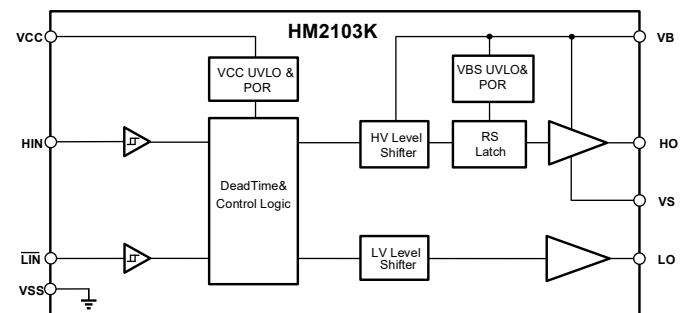 HM2103K
VCC
VB
VCC UVLO &
POR
VBS UVLO&
POR
HIN
HV Level
Shifter
RS
Latch
HO
DeadTime&
Control Logic
VS
LIN
LV Level
Shifter
LO
VSS